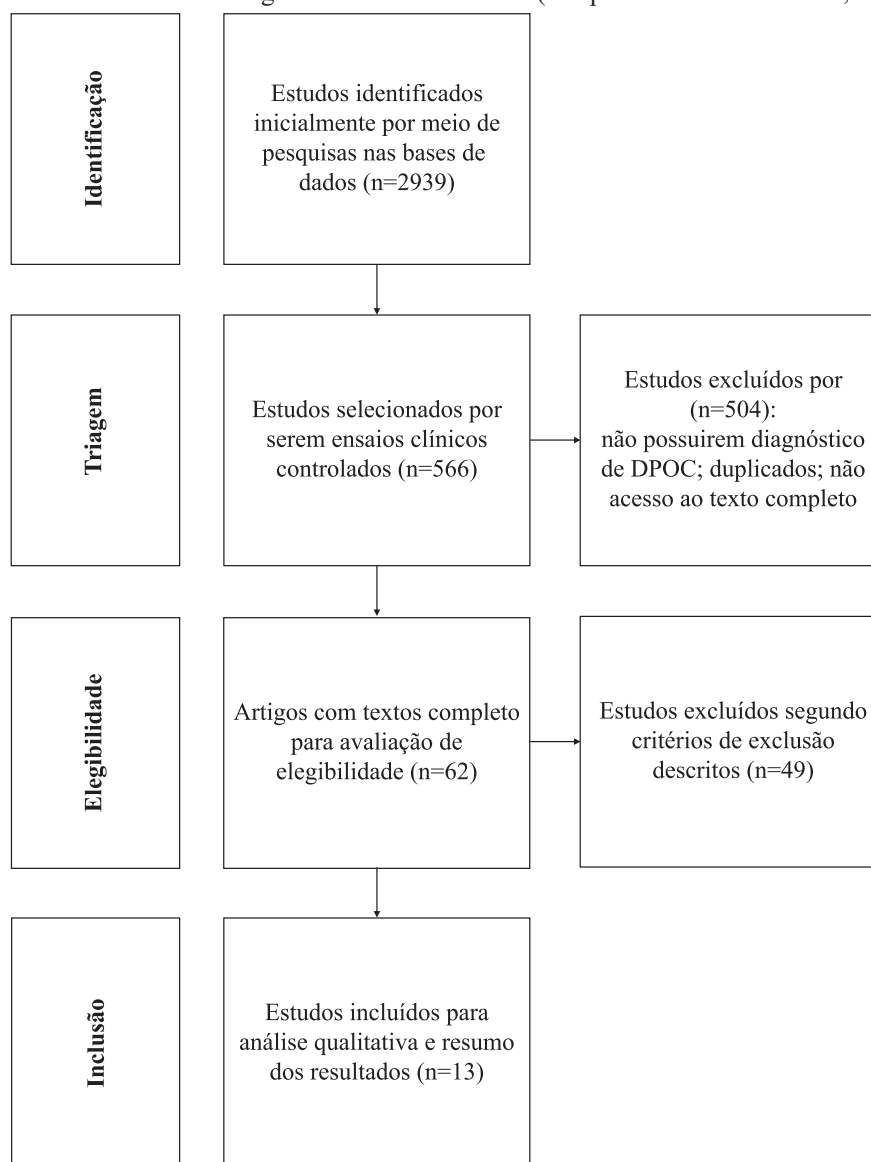 Identificação
Estudos identificados
inicialmente por meio de
pesquisas nas bases de
dados (n=2939)
Triagem
Estudos selecionados por
serem ensaios clínicos
controlados (n=566)
Estudos excluídos por
(n=504):
não possuirem diagnóstico
de DPOC; duplicados; não
acesso ao texto completo
Elegibilidade
Artigos com textos completo
para avaliação de
elegibilidade (n=62)
Estudos excluídos segundo
critérios de exclusão
descritos (n=49)
Inclusão
Estudos incluídos para
análise qualitativa e resumo
dos resultados (n=13)